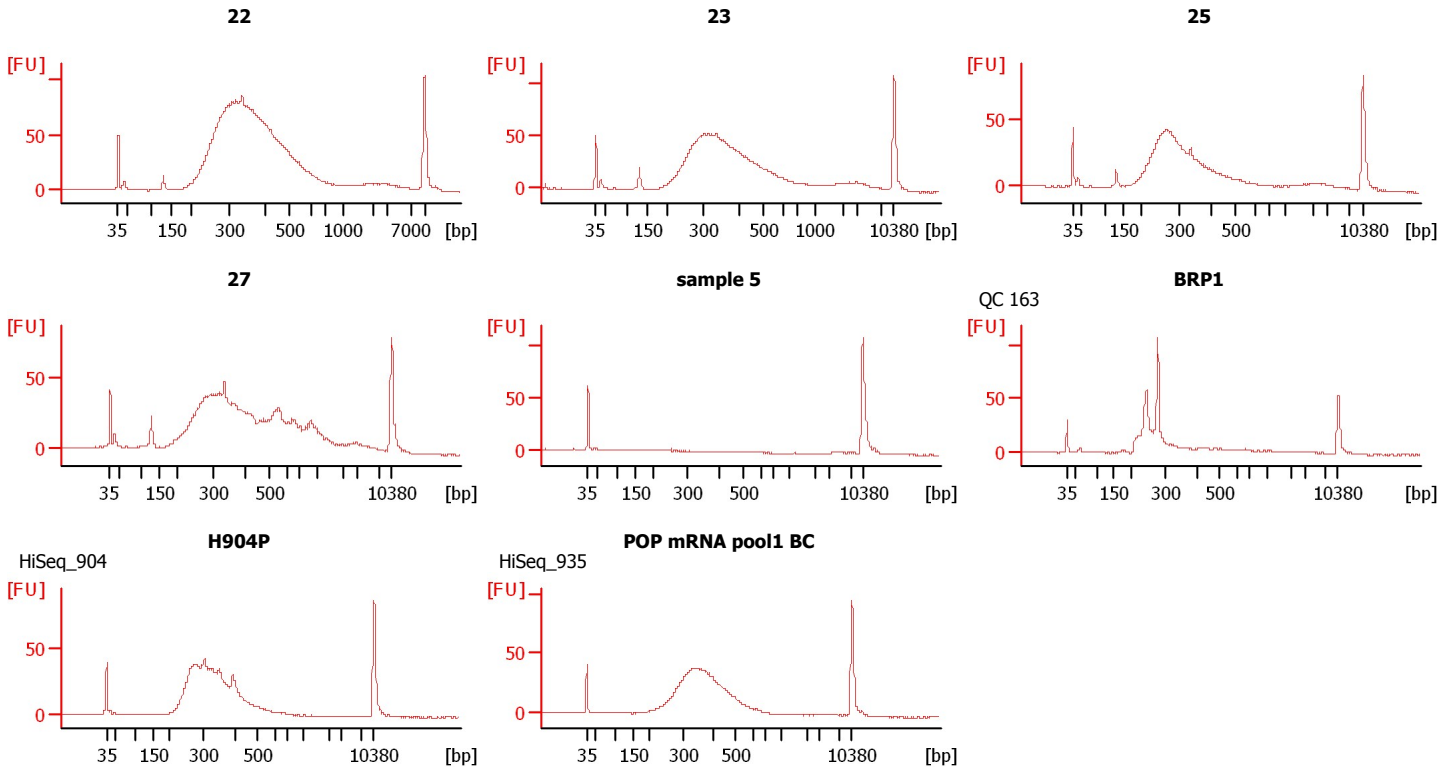 22 23 25
[FU] [FU] [FU]
50 50 50
0 0 0
35 150 300 500 1000 7000 [bp] 35 150 300 500 1000 10380 [bp] 35 150 300 500 10380 [bp]
27 sample 5 BRP1
QC 163
[FU] [FU] [FU]
50 50 50
0 0 0
35 150 300 500 10380 [bp] 35 150 300 500 10380 [bp] 35 150 300 500 10380 [bp]
H904P POP mRNA pool1 BC
HiSeq_904 HiSeq_935
[FU] [FU]
50 50
0 0
35 150 300 500 10380 [bp] 35 150 300 500 10380 [bp]